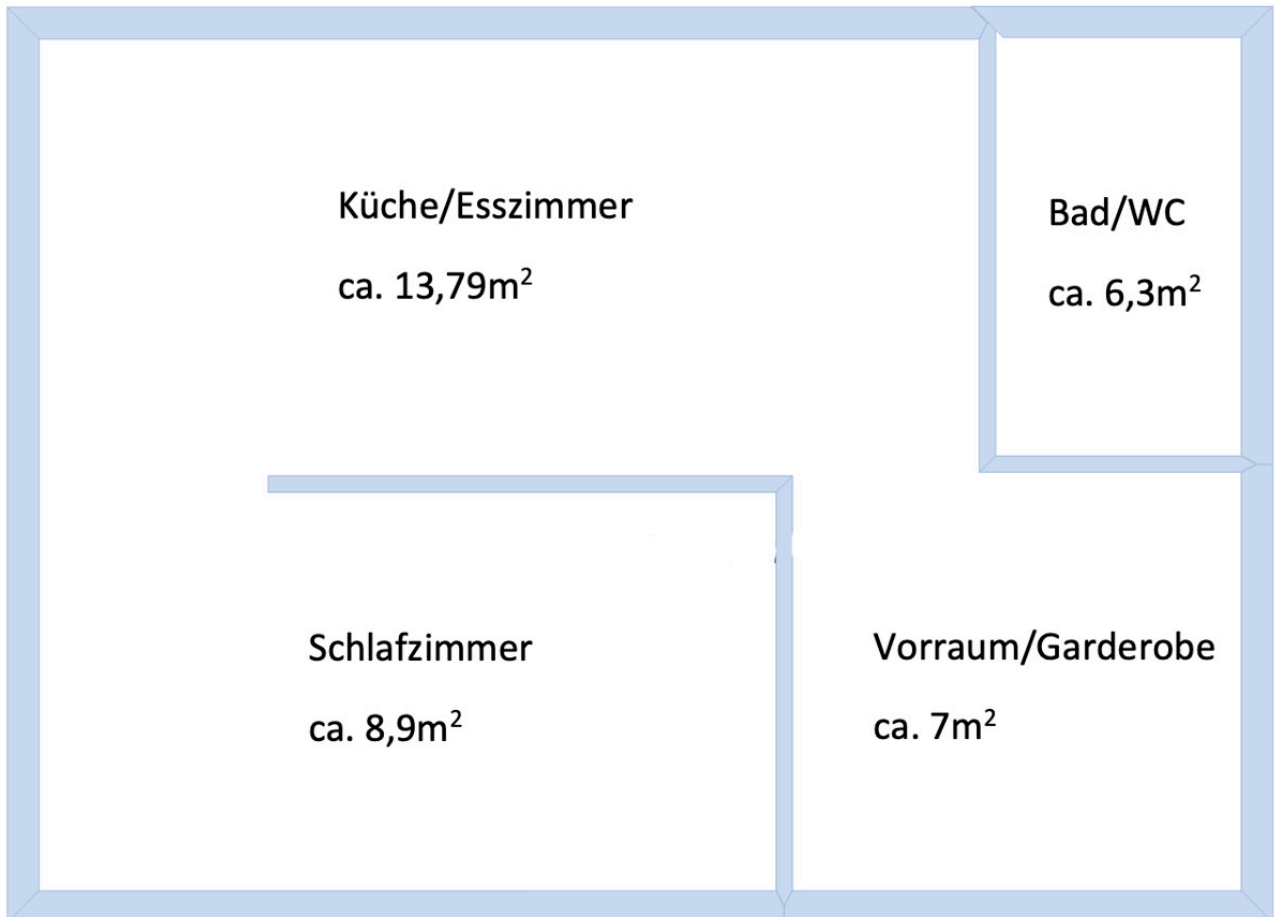 Küche/Esszimmer
ca. 13,79m²
Bad/WC
ca. 6,3m²
Schlafzimmer
ca. 8,9m²
Vorraum/Garderobe
ca. 7m²